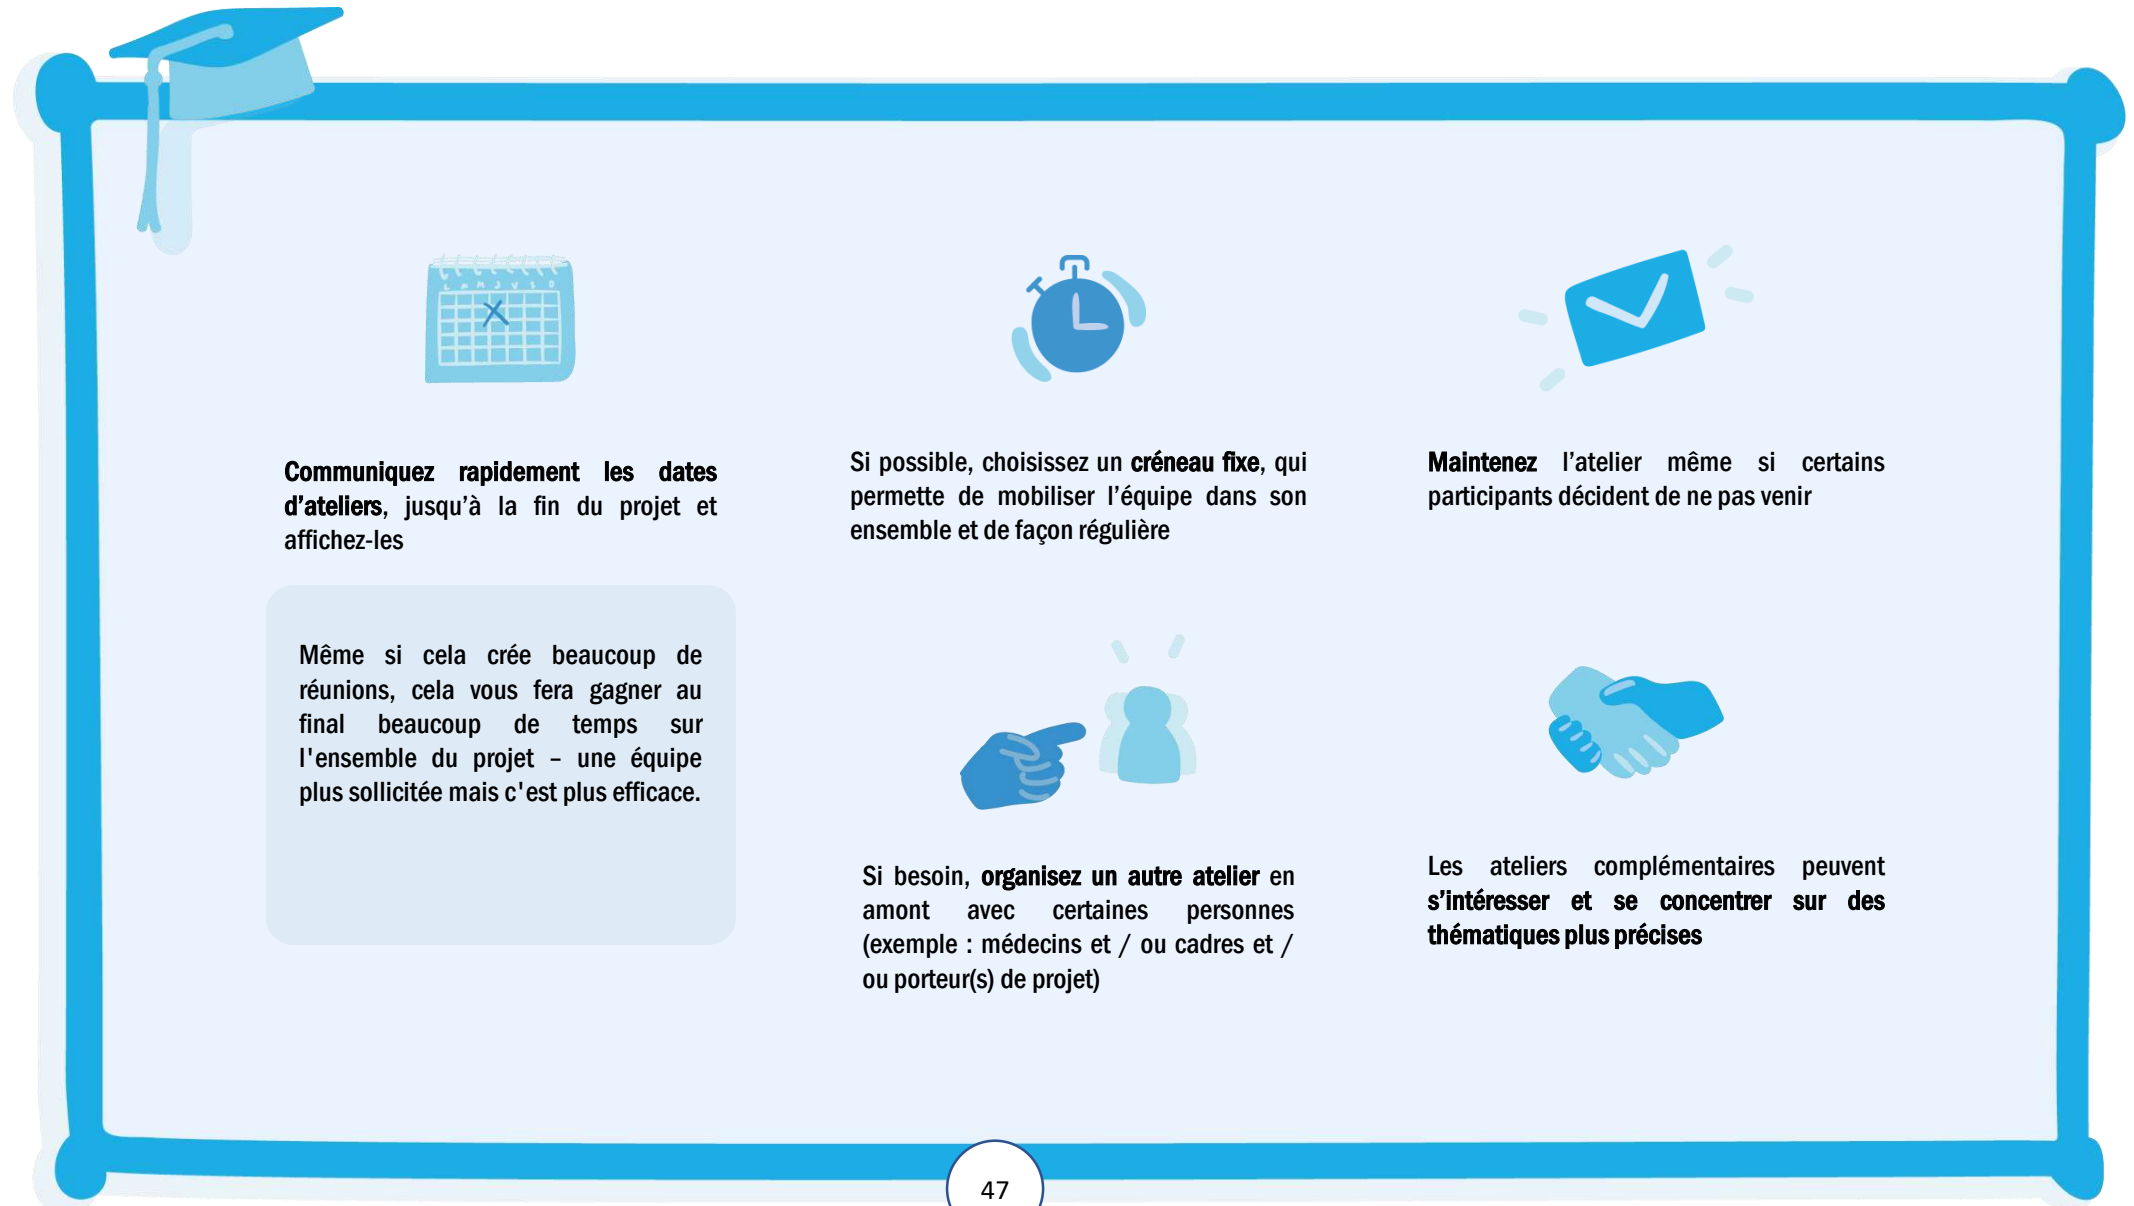 L M M J V S D
Communiquez rapidement les dates
d’ateliers, jusqu’à la fin du projet et
affichez-les
Même si cela crée beaucoup de
réunions, cela vous fera gagner au
final beaucoup de temps sur
l'ensemble du projet – une équipe
plus sollicitée mais c'est plus efficace.
Si possible, choisissez un créneau fixe, qui
permette de mobiliser l’équipe dans son
ensemble et de façon régulière
Maintenez l’atelier même si certains
participants décident de ne pas venir
Si besoin, organisez un autre atelier en
amont avec certaines personnes
(exemple : médecins et / ou cadres et /
ou porteur(s) de projet)
Les ateliers complémentaires peuvent
s’intéresser et se concentrer sur des
thématiques plus précises
47